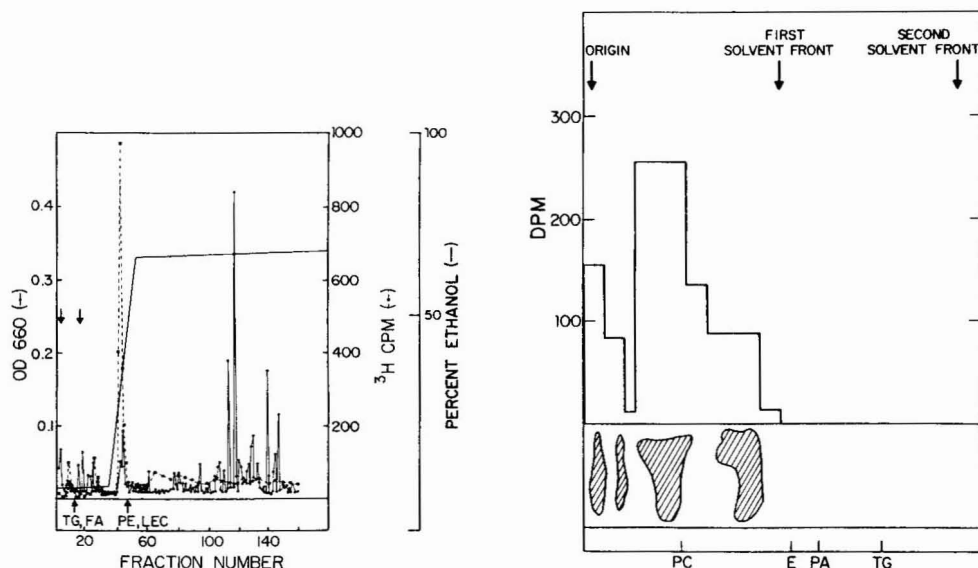 OD 660 (—)
0.4
0.3
0.2
0.1
1000
800
600
400
200
³H CPM (←)
100
50
PERCENT ETHANOL (—)
TG, FA
PE, LEC
20
60
100
140
FRACTION NUMBER
ORIGIN
FIRST
SOLVENT FRONT
SECOND
SOLVENT FRONT
DPM
300
200
100
PC
E
PA
TG